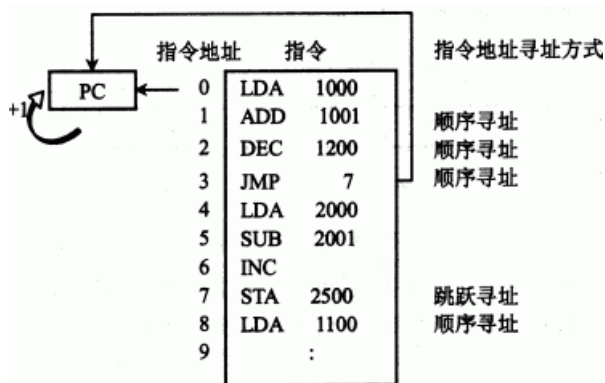 指令地址 指令 指令地址寻址方式
PC 0 LDA 1000
+1 1 ADD 1001 顺序寻址
2 DEC 1200 顺序寻址
3 JMP 7 顺序寻址
4 LDA 2000
5 SUB 2001
6 INC
7 STA 2500 跳跃寻址
8 LDA 1100 顺序寻址
9 :